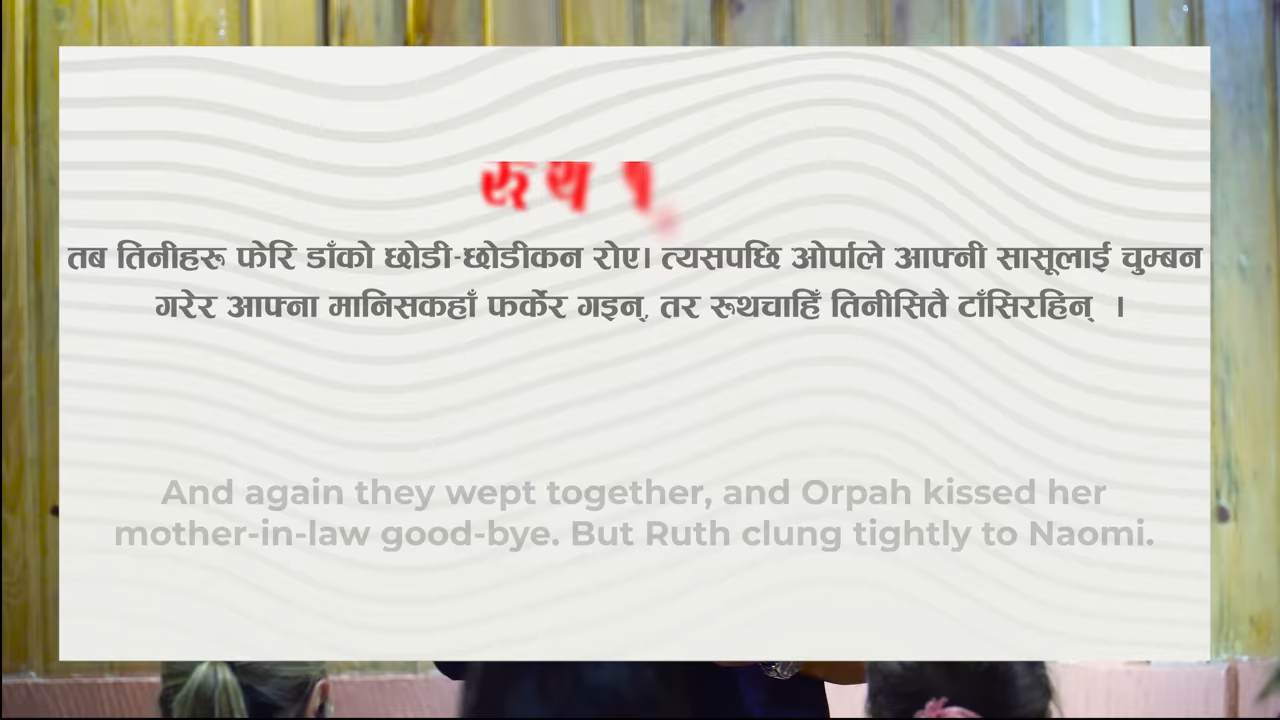 रुथ १
तब तिनीहरू फेरि डाँको छोडी-छोडीकन रोए। त्यसपछि ओर्पाले आफ्नी सासूलाई चुम्बन
गरेर आफ्ना मानिसकहाँ फर्केर गइन्, तर रूथचाहिँ तिनीसितै टाँसिरहिन् ।
And again they wept together, and Orpah kissed her
mother-in-law good-bye. But Ruth clung tightly to Naomi.